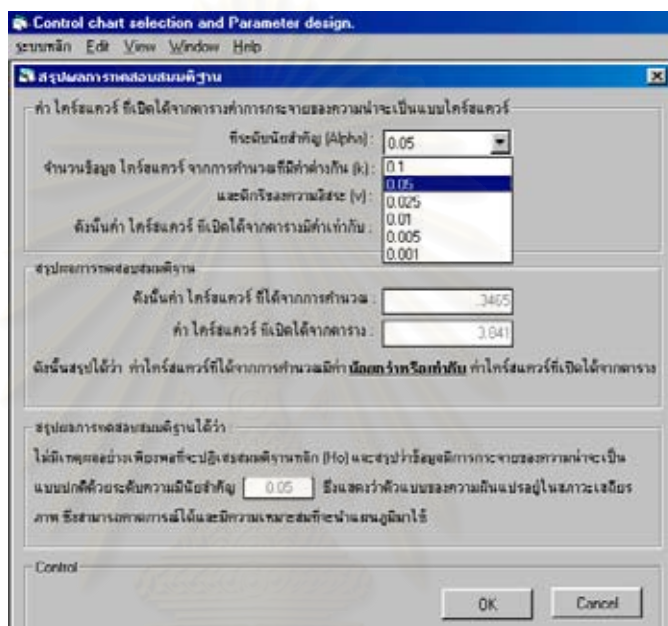 Control chart selection and Parameter design.
ระบบหลัก Edit View Window Help
สรุปผลการทดสอบสมมติฐาน
ค่า ไคร์สแควร์ ที่เปิดได้จากตารางค่าการกระจายของความน่าจะเป็นแบบไคร์สแควร์
ที่ระดับนัยสำคัญ (Alpha) : 0.05
จำนวนข้อมูล ไคร์สแควร์ จากการคำนวณที่มีค่าต่างกัน (k) : 0.1
0.05
และดีกรีของความอิสระ (v) : 0.025
0.01
ดังนั้นค่า ไคร์สแควร์ ที่เปิดได้จากตารางมีค่าเท่ากับ : 0.005
0.001
สรุปผลการทดสอบสมมติฐาน
ดังนั้นค่า ไคร์สแควร์ ที่ได้จากการคำนวณ : .3465
ค่า ไคร์สแควร์ ที่เปิดได้จากตาราง : 3.841
ดังนั้นสรุปได้ว่า ค่าไคร์สแควร์ที่ได้จากการคำนวณมีค่า น้อยกว่าหรือเท่ากับ ค่าไคร์สแควร์ที่เปิดได้จากตาราง
สรุปผลการทดสอบสมมติฐานได้ว่า :
ไม่มีเหตุผลอย่างเพียงพอที่จะปฏิเสธสมมติฐานหลัก (Ho) และสรุปว่าข้อมูลมีการกระจายของความน่าจะเป็น
แบบปกติด้วยระดับความมีนัยสำคัญ 0.05 ซึ่งแสดงว่าตัวแบบของความผันแปรอยู่ในสภาวะเสถียร
ภาพ ซึ่งสามารถคาดการณ์ได้และมีความเหมาะสมที่จะนำแผนภูมิมาใช้
Control
OK Cancel